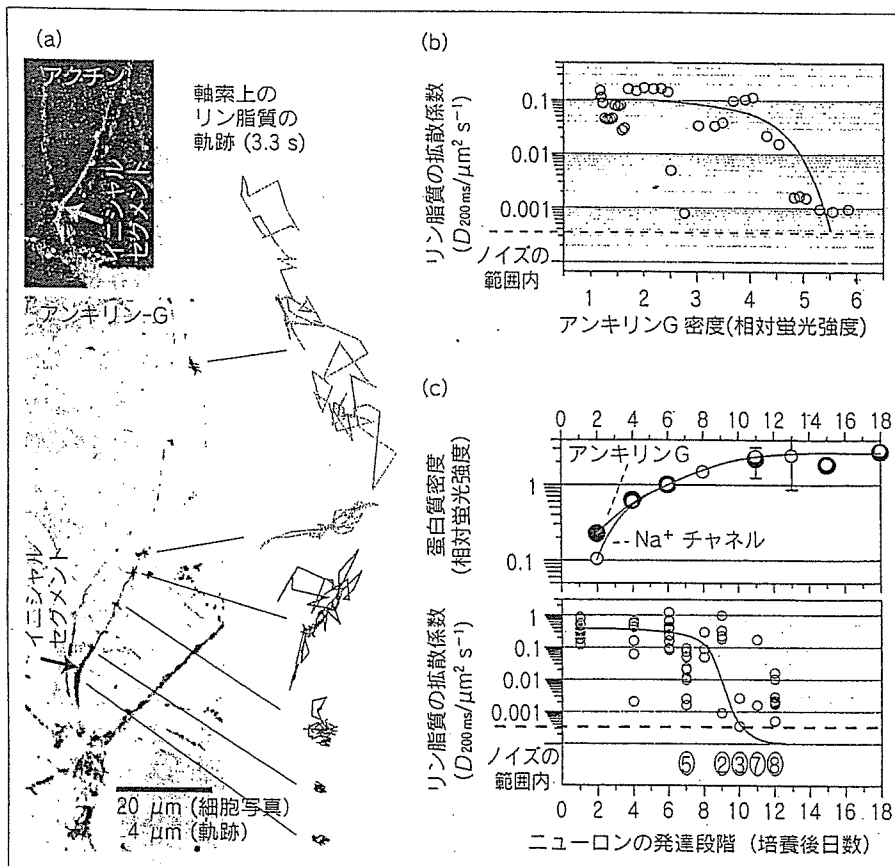 (a)
アクチン
イニシャル
セグメント
軸索上の
リン脂質の
軌跡 (3.3 s)
アンキリン-G
イニシャル
セグメント
20 μm (細胞写真)
4 μm (軌跡)
(b)
リン脂質の拡散係数
(D200 ms/μm² s⁻¹)
0.1
0.01
0.001
ノイズの
範囲内
1 2 3 4 5 6
アンキリンG 密度(相対蛍光強度)
(c)
0 2 4 6 8 10 12 14 16 18
蛋白質密度
(相対蛍光強度)
1
0.1
アンキリン G
Na⁺ チャネル
リン脂質の拡散係数
(D200 ms/μm² s⁻¹)
1
0.1
0.01
0.001
ノイズの
範囲内
⑤ ② ③ ⑦ ⑧
0 2 4 6 8 10 12 14 16 18
ニューロンの発達段階 (培養後日数)